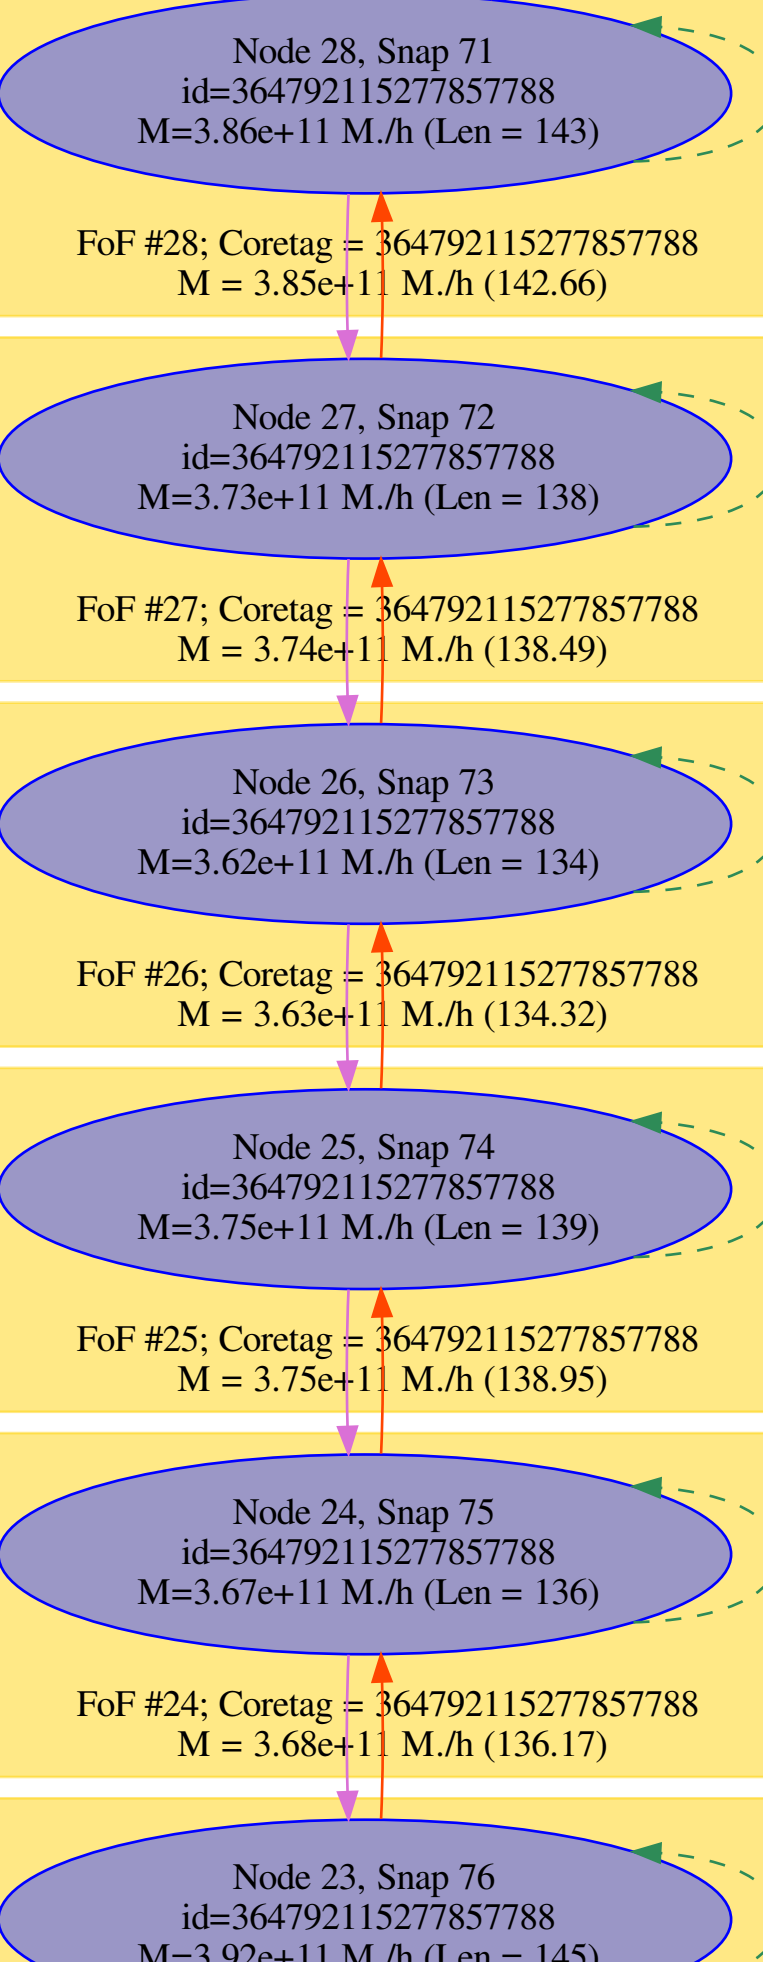 Node 28, Snap 71
id=364792115277857788
M=3.86e+11 M./h (Len = 143)
FoF #28; Coretag = 364792115277857788
M = 3.85e+11 M./h (142.66)
Node 27, Snap 72
id=364792115277857788
M=3.73e+11 M./h (Len = 138)
FoF #27; Coretag = 364792115277857788
M = 3.74e+11 M./h (138.49)
Node 26, Snap 73
id=364792115277857788
M=3.62e+11 M./h (Len = 134)
FoF #26; Coretag = 364792115277857788
M = 3.63e+11 M./h (134.32)
Node 25, Snap 74
id=364792115277857788
M=3.75e+11 M./h (Len = 139)
FoF #25; Coretag = 364792115277857788
M = 3.75e+11 M./h (138.95)
Node 24, Snap 75
id=364792115277857788
M=3.67e+11 M./h (Len = 136)
FoF #24; Coretag = 364792115277857788
M = 3.68e+11 M./h (136.17)
Node 23, Snap 76
id=364792115277857788
M=3.92e+11 M./h (Len = 145)